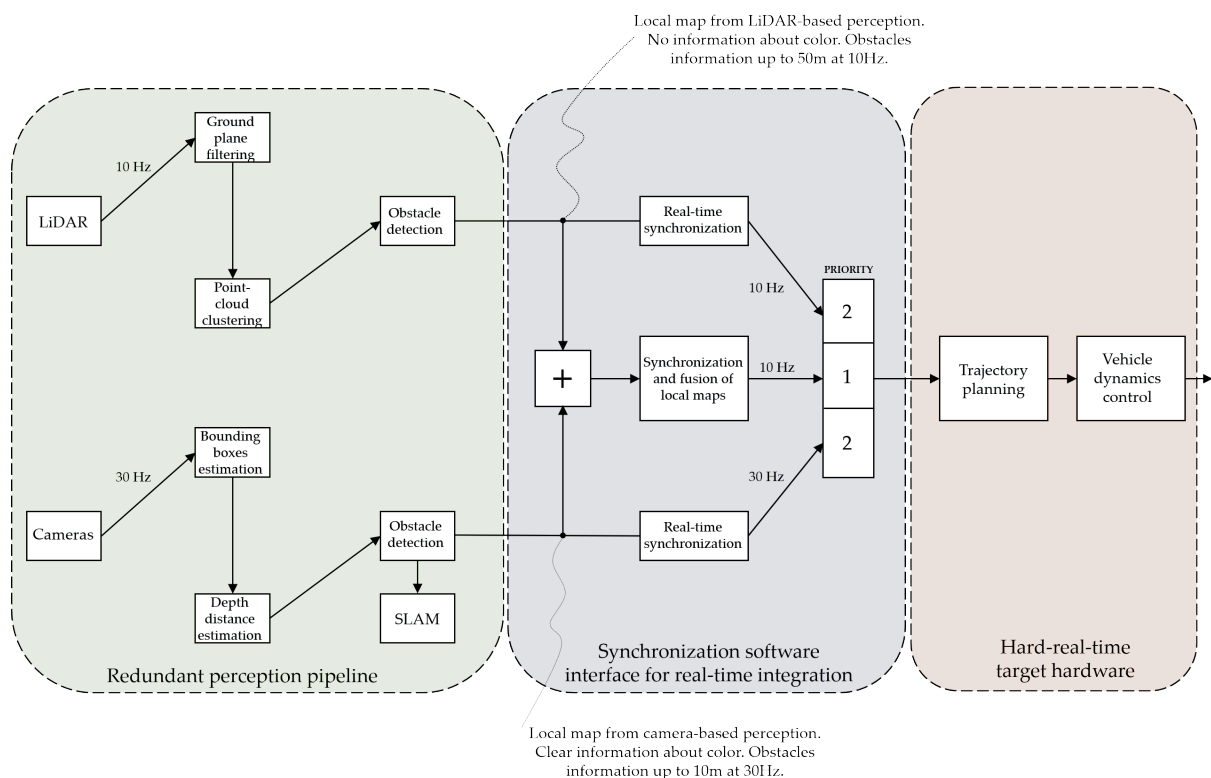 Local map from LiDAR-based perception.
No information about color. Obstacles
information up to 50m at 10Hz.
Ground
plane
filtering
10 Hz
LiDAR
Point-
cloud
clustering
Obstacle
detection
Bounding
boxes
estimation
30 Hz
Cameras
Depth
distance
estimation
Obstacle
detection
SLAM
Redundant perception pipeline
Real-time
synchronization
10 Hz
+
Synchronization
and fusion of
local maps
10 Hz
Real-time
synchronization
30 Hz
PRIORITY
2
1
2
Synchronization software
interface for real-time integration
Trajectory
planning
Vehicle
dynamics
control
Hard-real-time
target hardware
Local map from camera-based perception.
Clear information about color. Obstacles
information up to 10m at 30Hz.